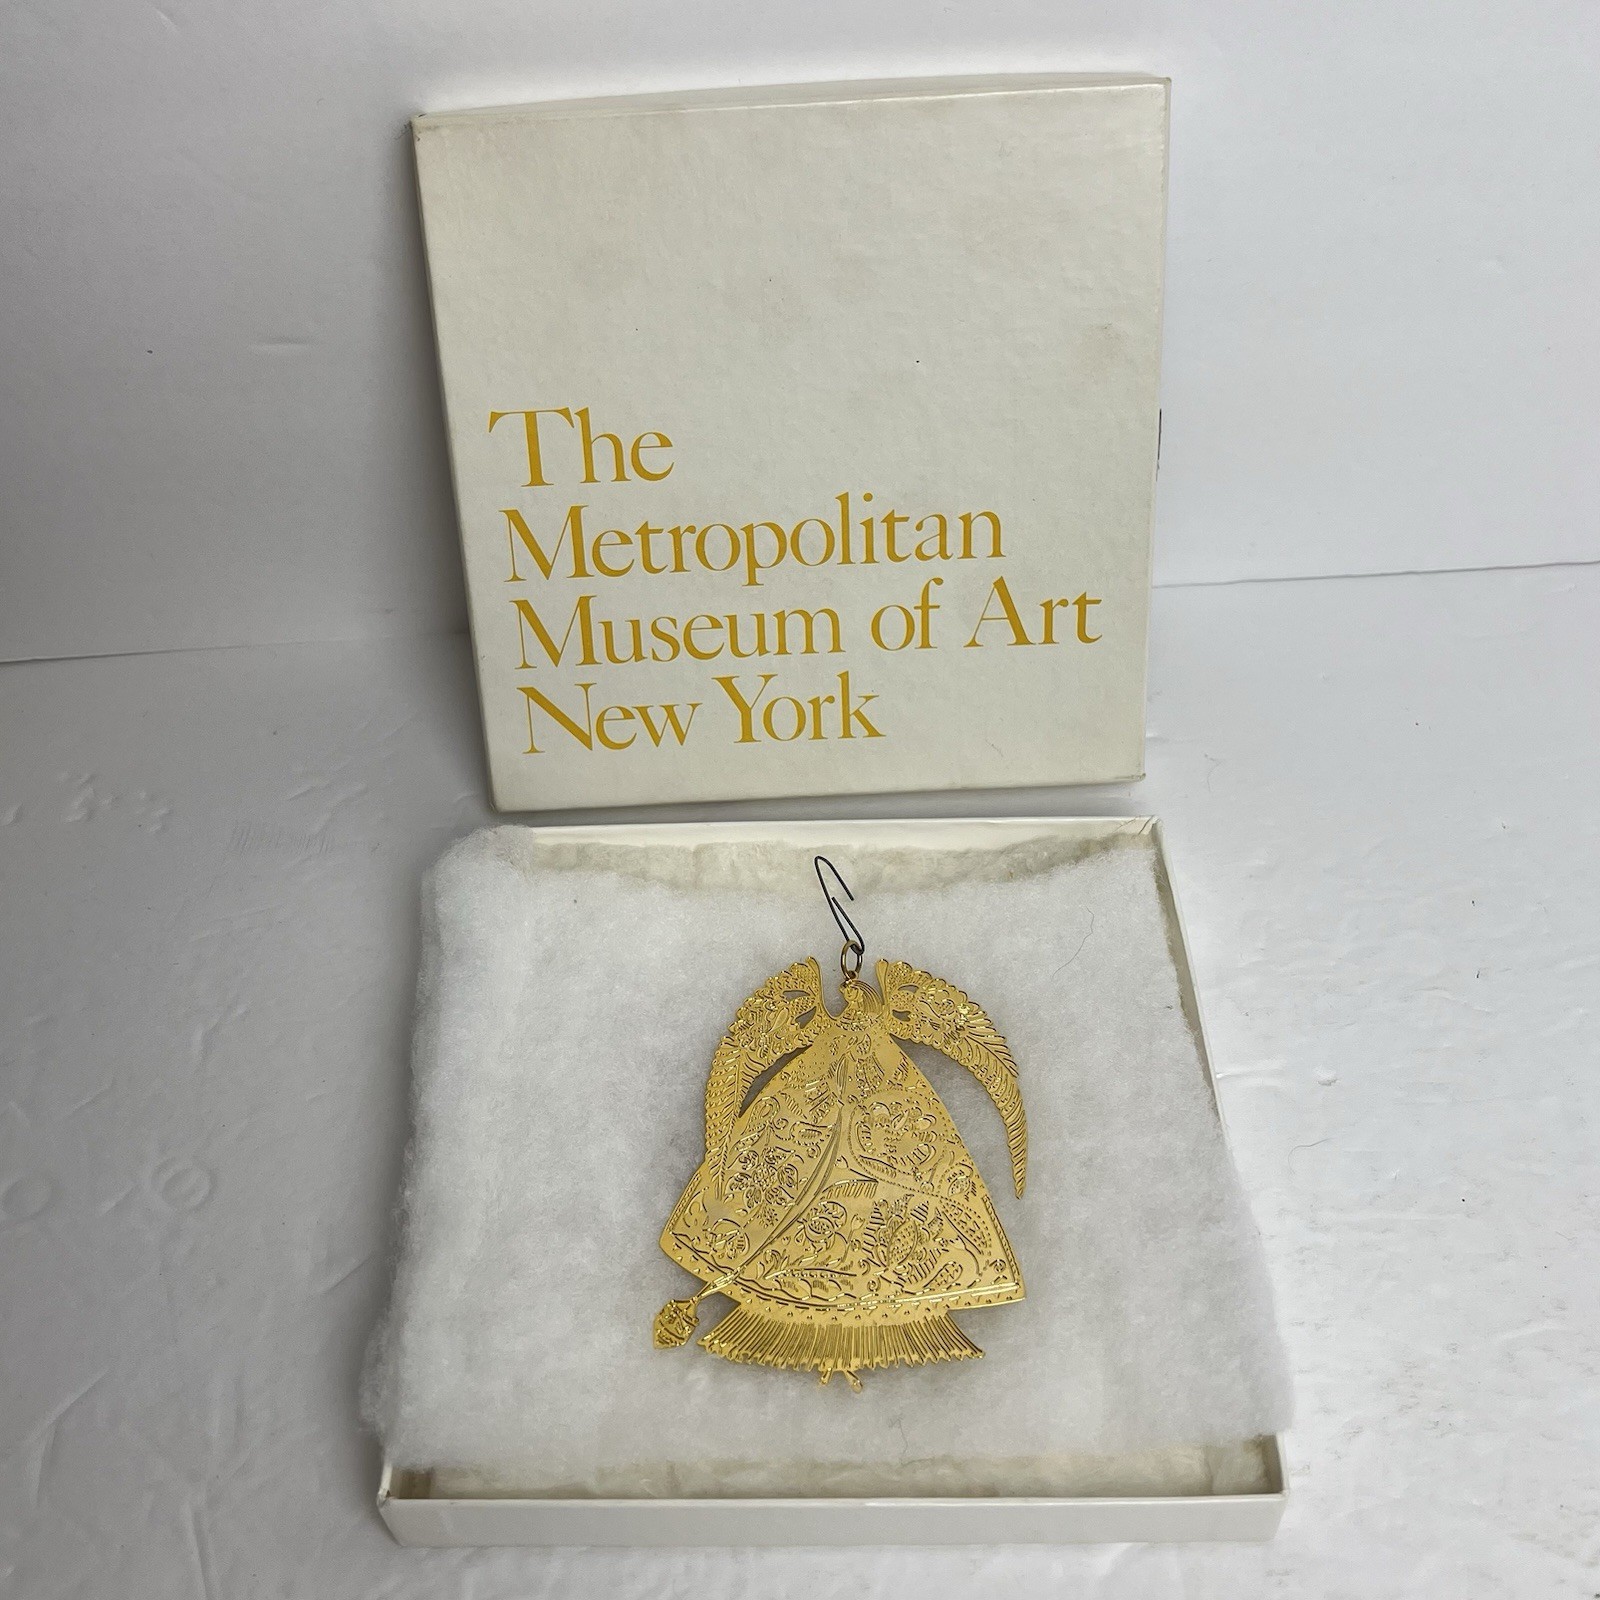 The
Metropolitan
Museum of Art
New York